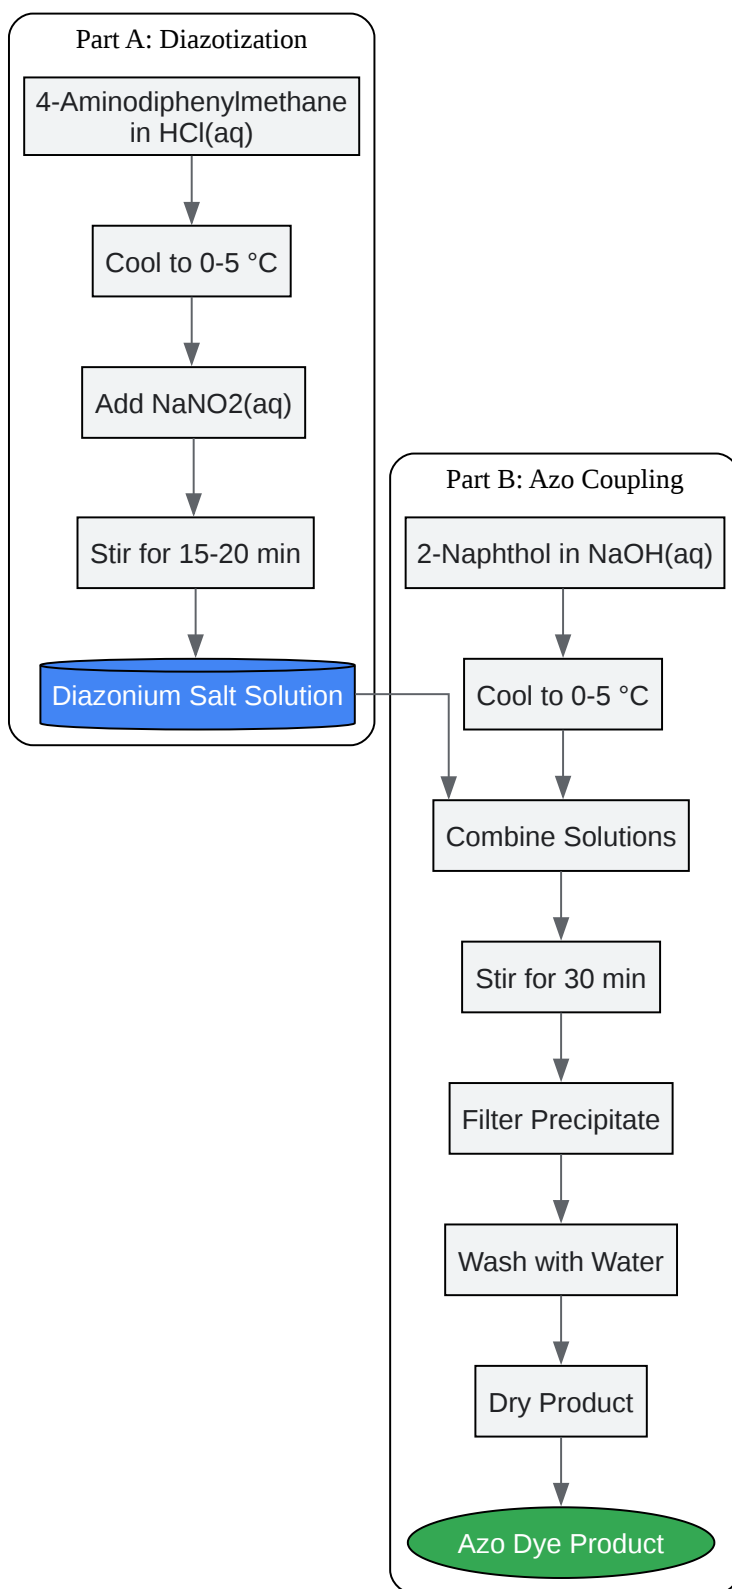 Part A: Diazotization
4-Aminodiphenylmethane
in HCl(aq)
Cool to 0-5 °C
Add NaNO2(aq)
Stir for 15-20 min
Diazonium Salt Solution
Part B: Azo Coupling
2-Naphthol in NaOH(aq)
Cool to 0-5 °C
Combine Solutions
Stir for 30 min
Filter Precipitate
Wash with Water
Dry Product
Azo Dye Product